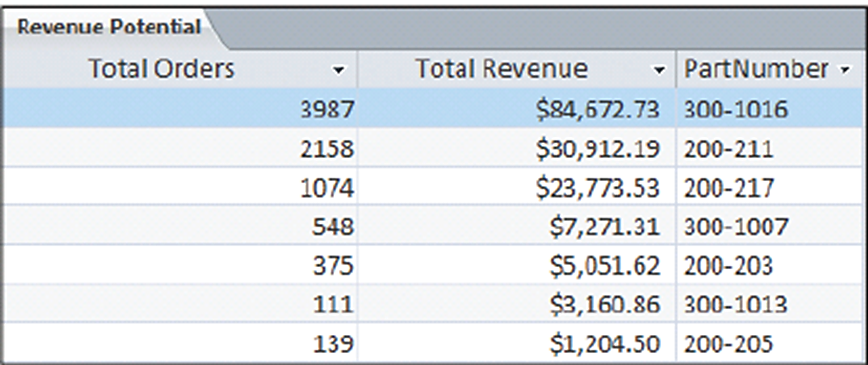 Revenue Potential
Total Orders Total Revenue PartNumber
3987 $84,672.73 300-1016
2158 $30,912.19 200-211
1074 $23,773.53 200-217
548 $7,271.31 300-1007
375 $5,051.62 200-203
111 $3,160.86 300-1013
139 $1,204.50 200-205